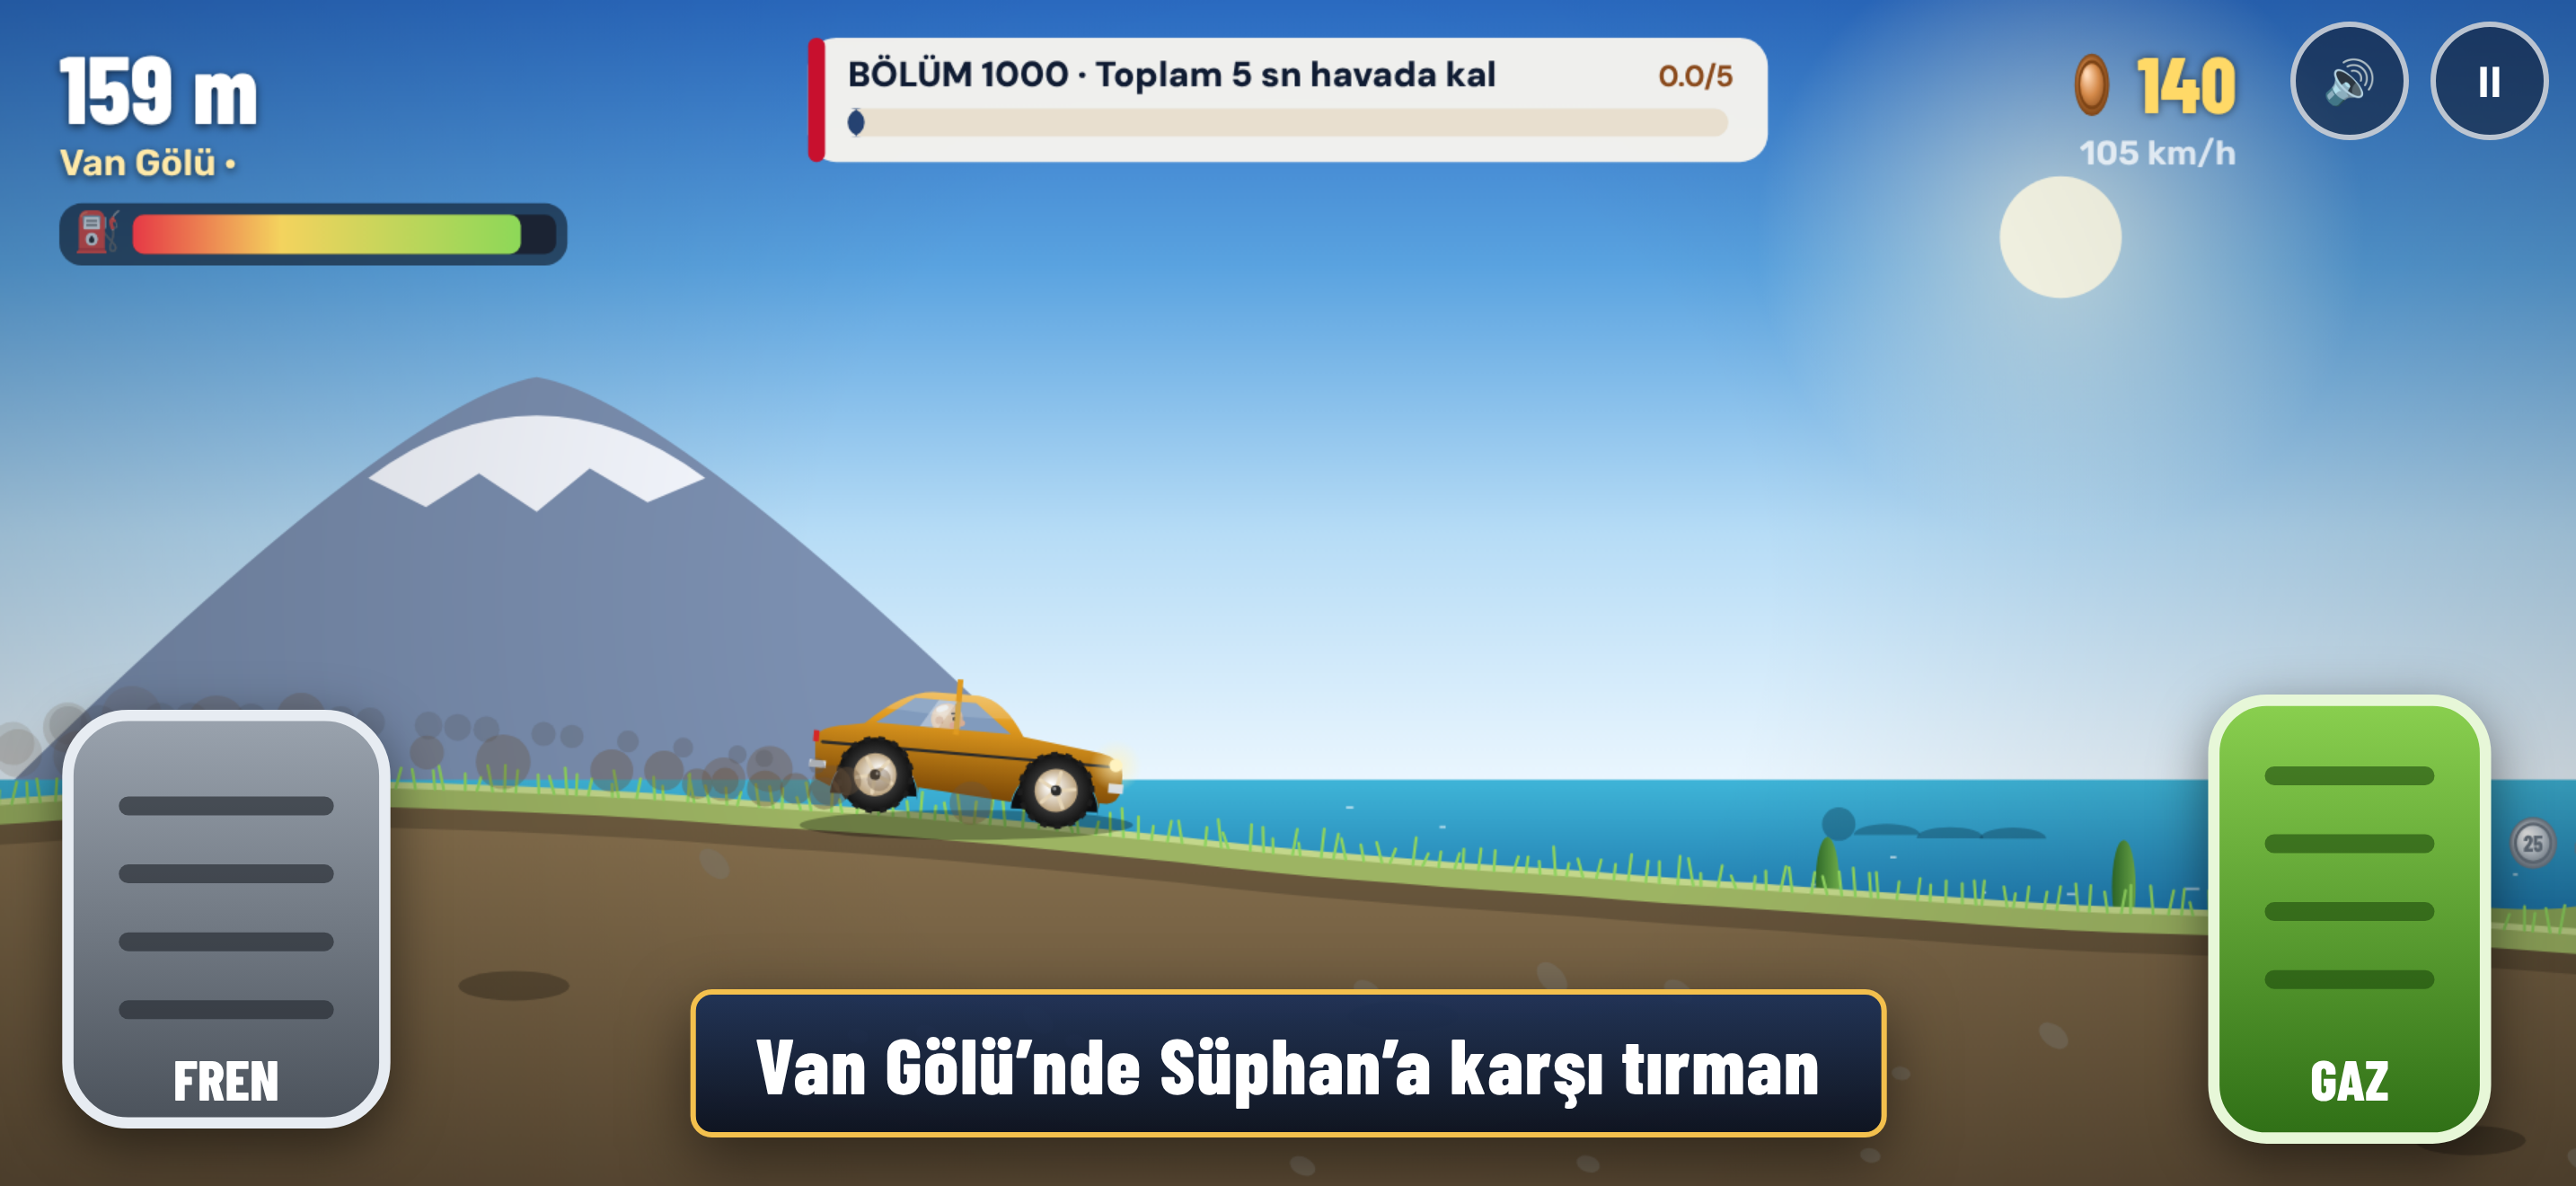 159 m
Van Gölü •
BÖLÜM 1000 · Toplam 5 sn havada kal
0.0/5
140
105 km/h
25
FREN
Van Gölü’nde Süphan’a karşı tırman
GAZ